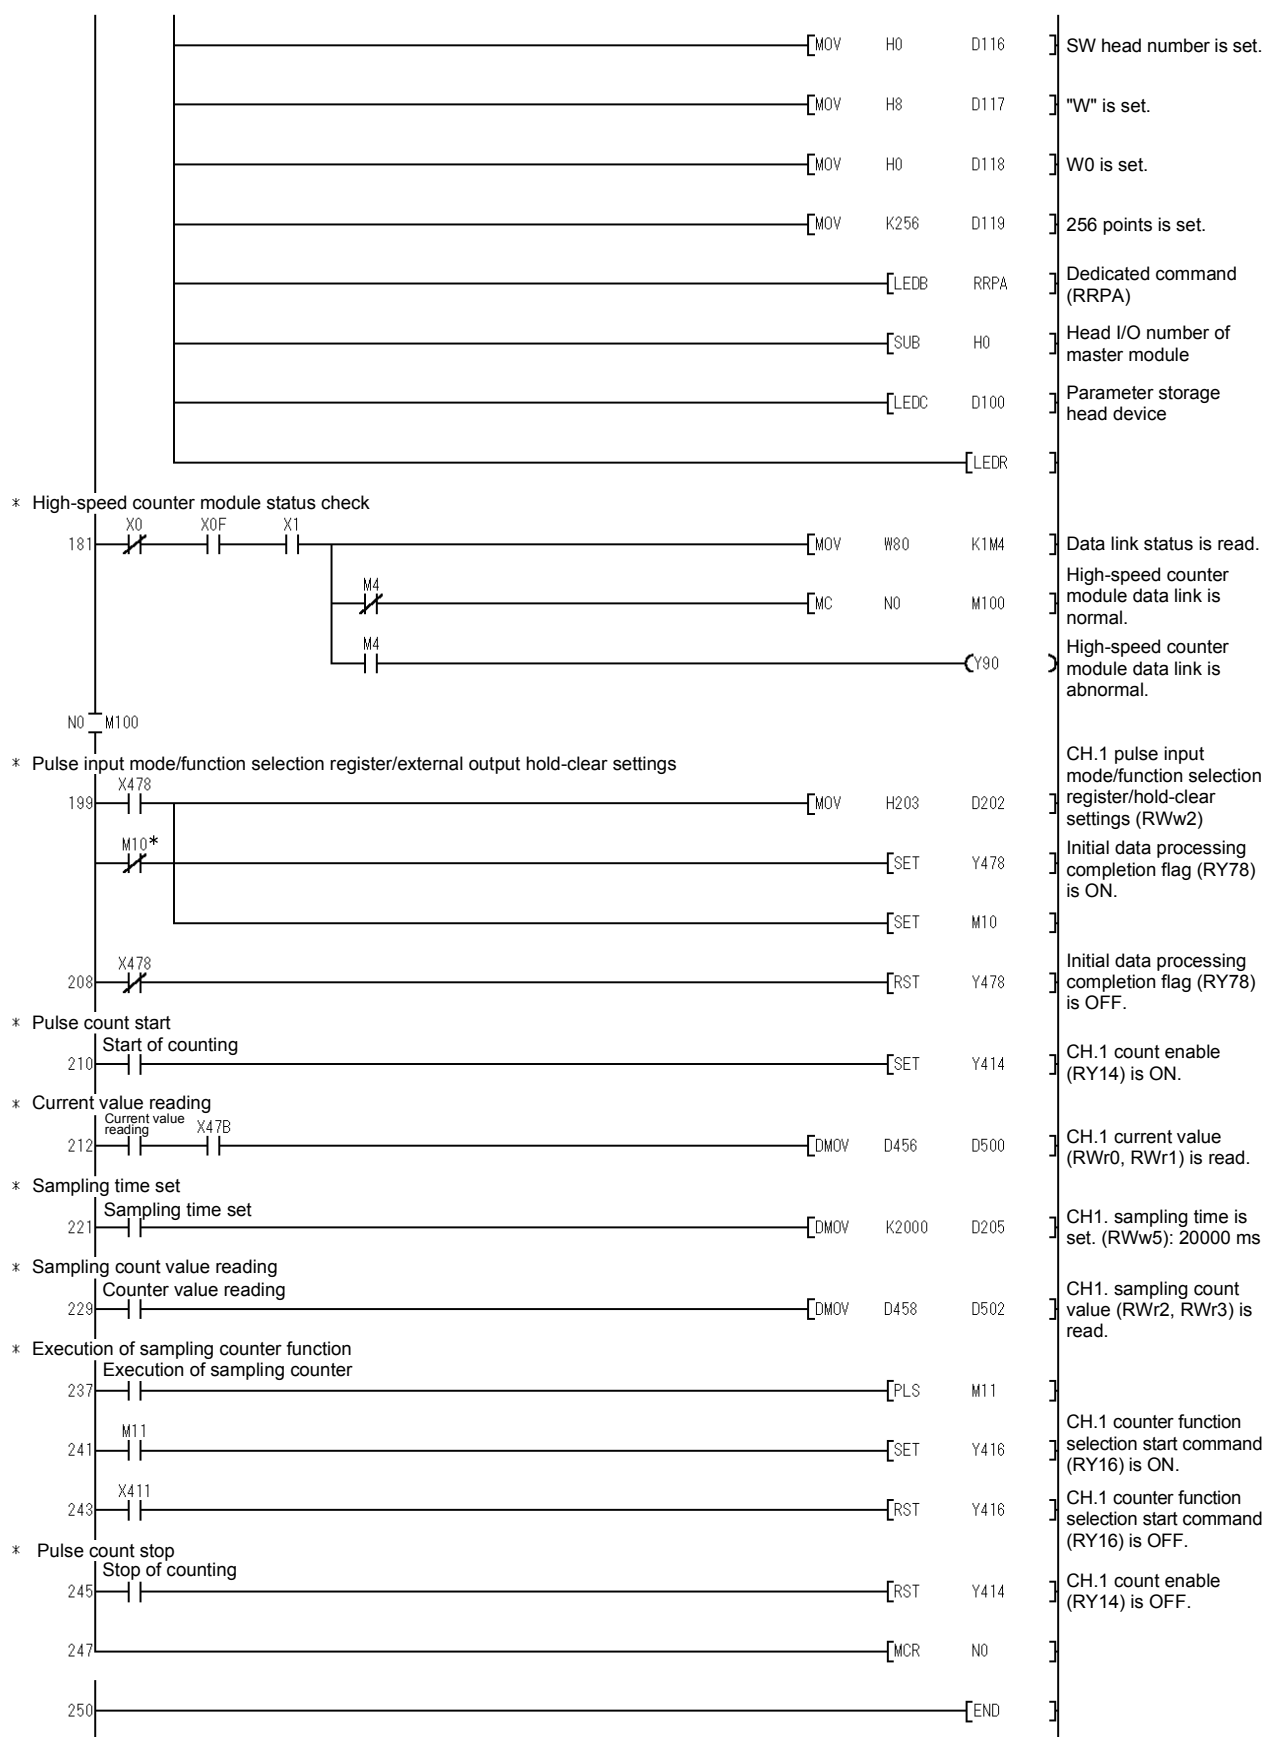 MOV H0 D116 SW head number is set.
MOV H8 D117 "W" is set.
MOV H0 D118 W0 is set.
MOV K256 D119 256 points is set.
LEDB RRPA Dedicated command
(RRPA)
SUB H0 Head I/O number of
master module
LEDC D100 Parameter storage
head device
LEDR
* High-speed counter module status check
X0 X0F X1
181 MOV W80 K1M4 Data link status is read.
M4
MC N0 M100 High-speed counter
module data link is
normal.
M4
Y90 High-speed counter
module data link is
abnormal.
N0 M100
* Pulse input mode/function selection register/external output hold-clear settings
X478
199 MOV H203 D202 CH.1 pulse input
mode/function selection
register/hold-clear
settings (RWw2)
M10*
SET Y478 Initial data processing
completion flag (RY78)
is ON.
SET M10
X478
208 RST Y478 Initial data processing
completion flag (RY78)
is OFF.
* Pulse count start
Start of counting
210 SET Y414 CH.1 count enable
(RY14) is ON.
* Current value reading
Current value
reading X47B
212 DMOV D456 D500 CH.1 current value
(RWr0, RWr1) is read.
* Sampling time set
Sampling time set
221 DMOV K2000 D205 CH1. sampling time is
set. (RWw5): 20000 ms
* Sampling count value reading
Counter value reading
229 DMOV D458 D502 CH1. sampling count
value (RWr2, RWr3) is
read.
* Execution of sampling counter function
Execution of sampling counter
237 PLS M11
M11
241 SET Y416 CH.1 counter function
selection start command
(RY16) is ON.
X411
243 RST Y416 CH.1 counter function
selection start command
(RY16) is OFF.
* Pulse count stop
Stop of counting
245 RST Y414 CH.1 count enable
(RY14) is OFF.
247 MCR N0
250 END